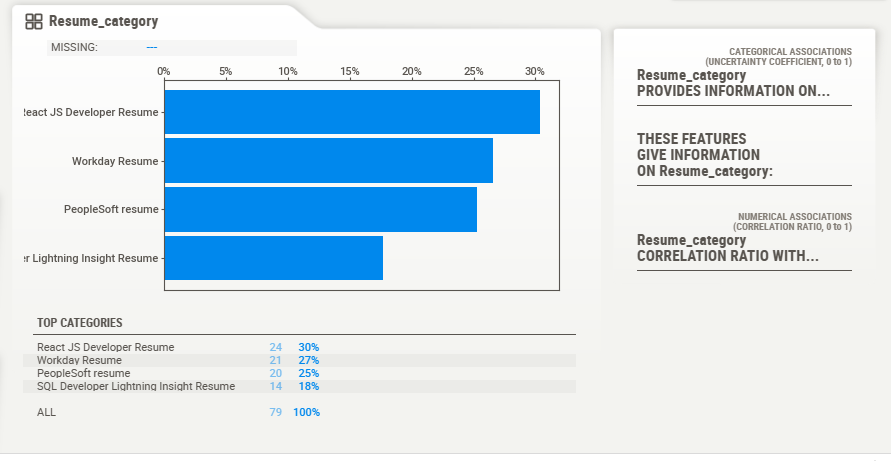 Resume_category
MISSING: ---
0% 5% 10% 15% 20% 25% 30%
React JS Developer Resume
Workday Resume
PeopleSoft resume
r Lightning Insight Resume
TOP CATEGORIES
React JS Developer Resume 24 30%
Workday Resume 21 27%
PeopleSoft resume 20 25%
SQL Developer Lightning Insight Resume 14 18%
ALL 79 100%
CATEGORICAL ASSOCIATIONS
(UNCERTAINTY COEFFICIENT, 0 to 1)
Resume_category
PROVIDES INFORMATION ON...
THESE FEATURES
GIVE INFORMATION
ON Resume_category:
NUMERICAL ASSOCIATIONS
(CORRELATION RATIO, 0 to 1)
Resume_category
CORRELATION RATIO WITH...